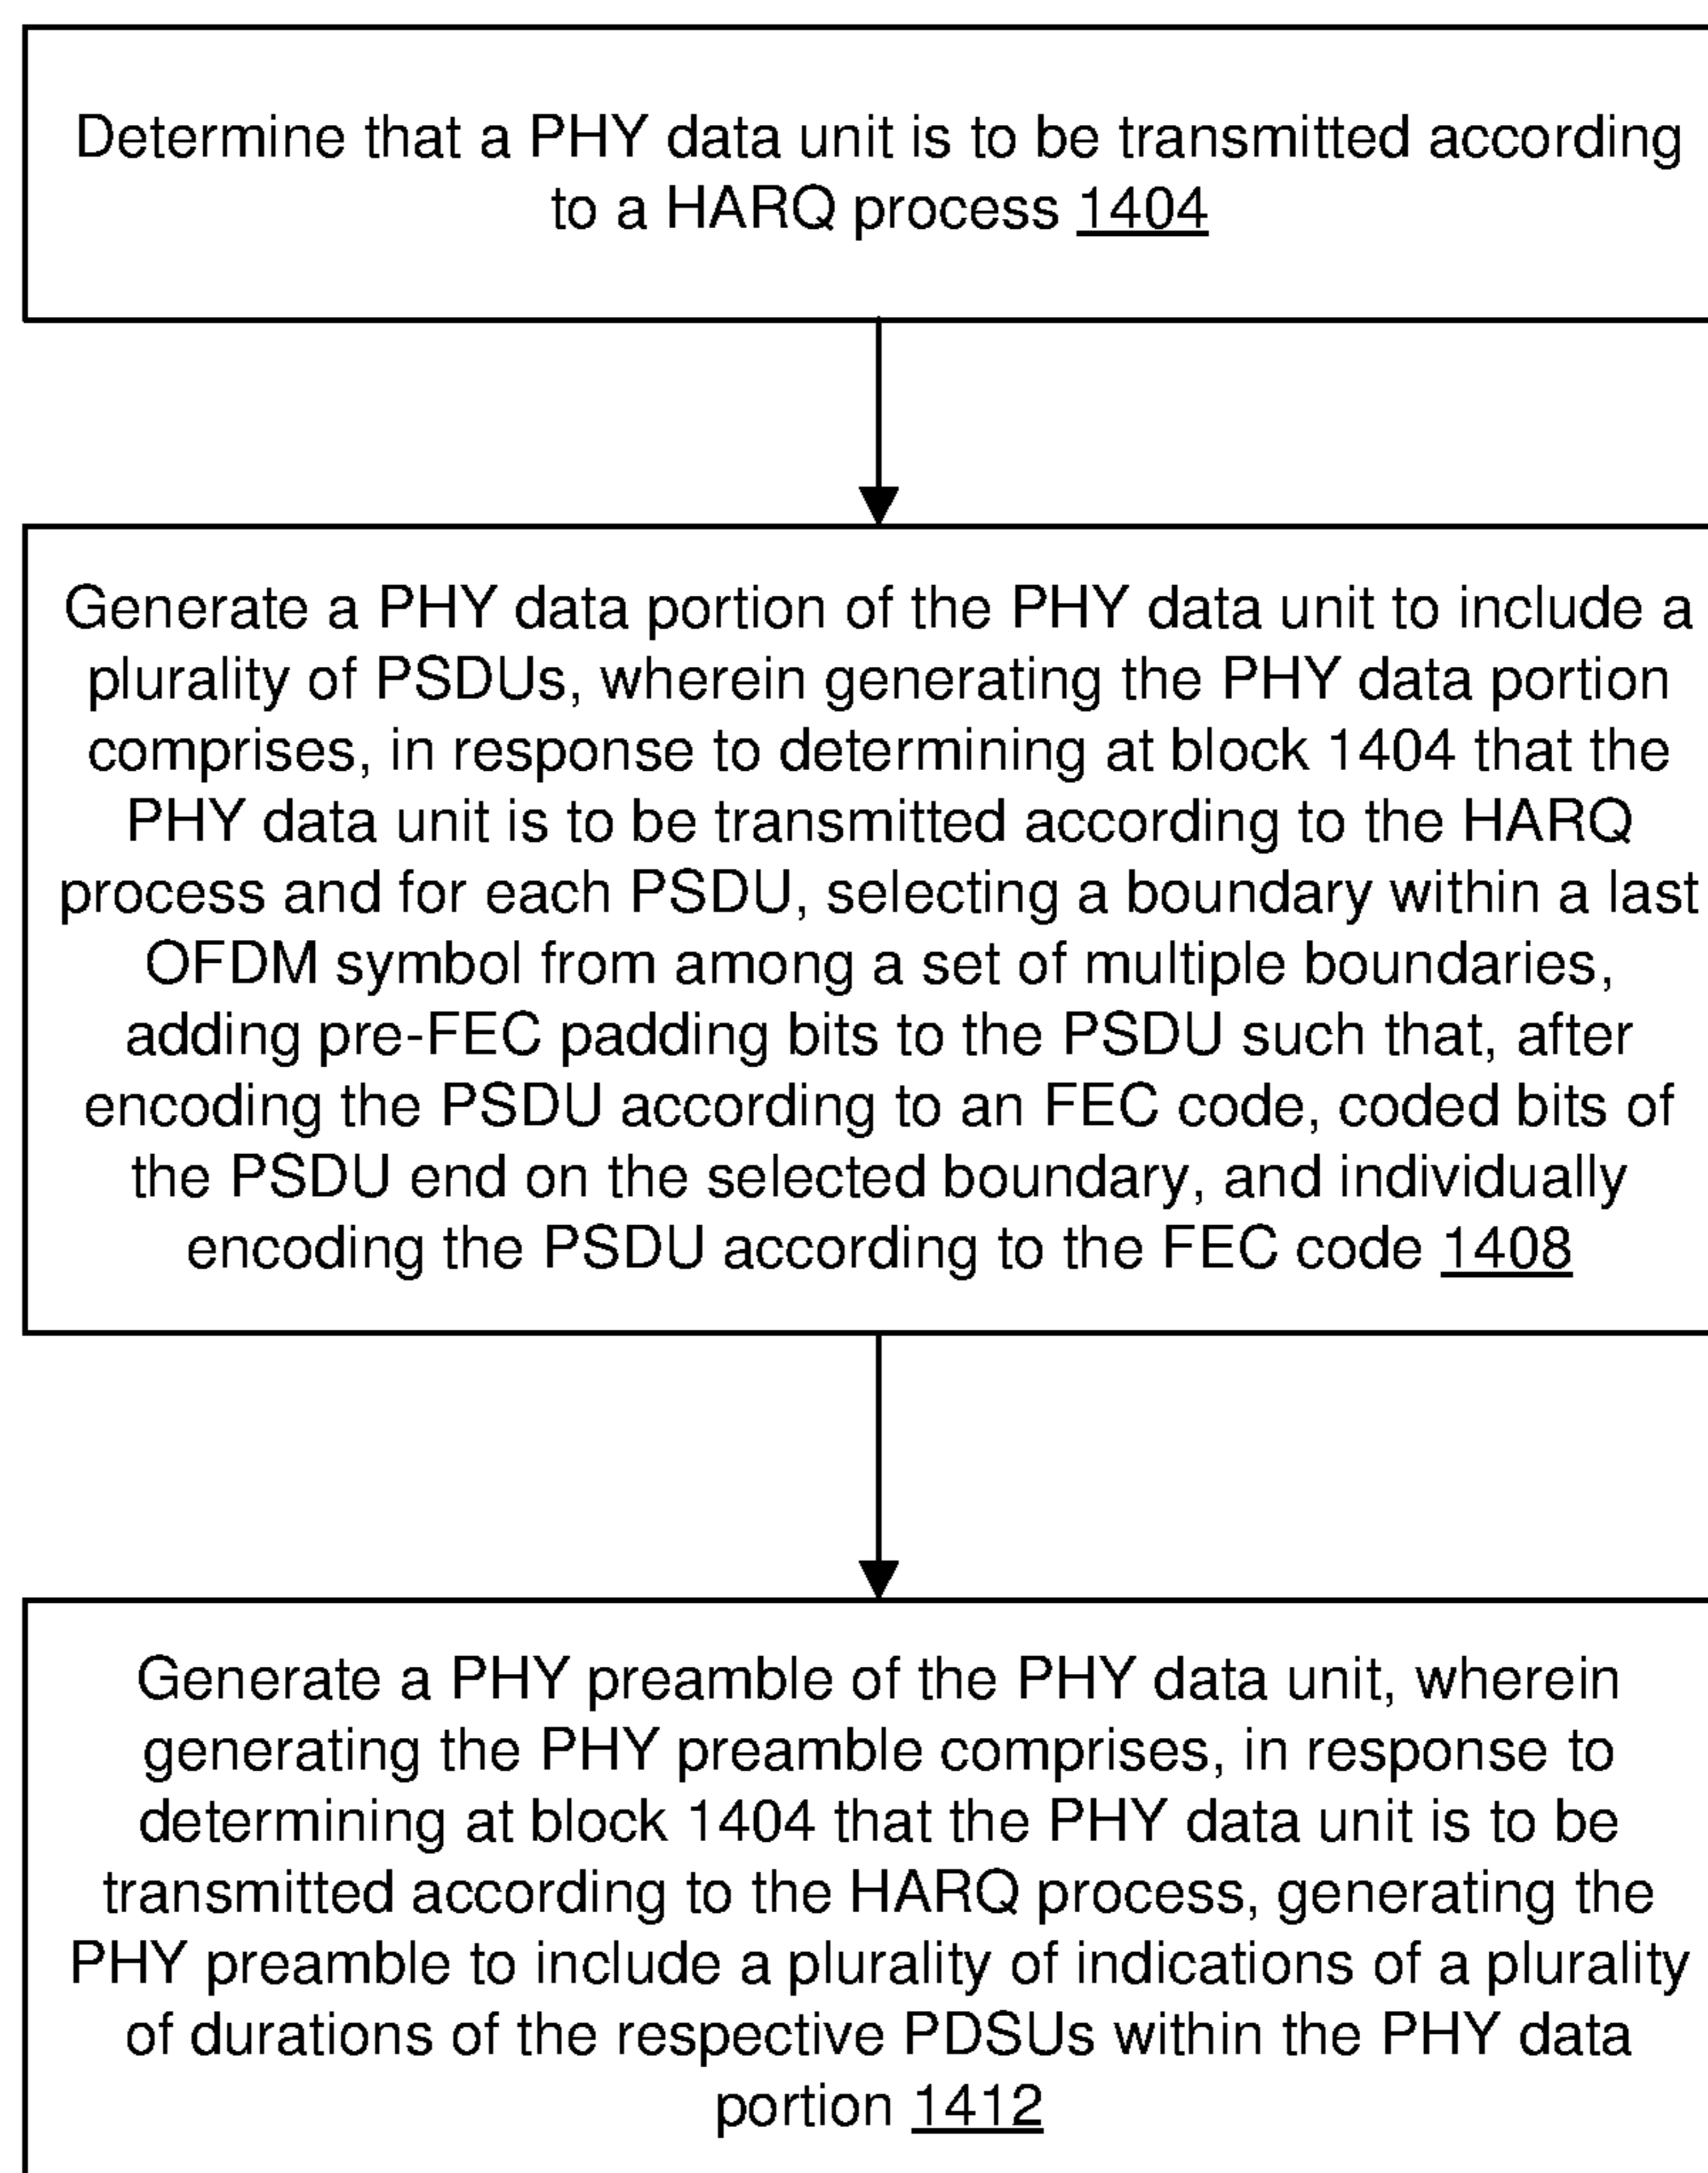 Determine that a PHY data unit is to be transmitted according
to a HARQ process 1404
Generate a PHY data portion of the PHY data unit to include a
plurality of PSDUs, wherein generating the PHY data portion
comprises, in response to determining at block 1404 that the
PHY data unit is to be transmitted according to the HARQ
process and for each PSDU, selecting a boundary within a last
OFDM symbol from among a set of multiple boundaries,
adding pre-FEC padding bits to the PSDU such that, after
encoding the PSDU according to an FEC code, coded bits of
the PSDU end on the selected boundary, and individually
encoding the PSDU according to the FEC code 1408
Generate a PHY preamble of the PHY data unit, wherein
generating the PHY preamble comprises, in response to
determining at block 1404 that the PHY data unit is to be
transmitted according to the HARQ process, generating the
PHY preamble to include a plurality of indications of a plurality
of durations of the respective PDSUs within the PHY data
portion 1412